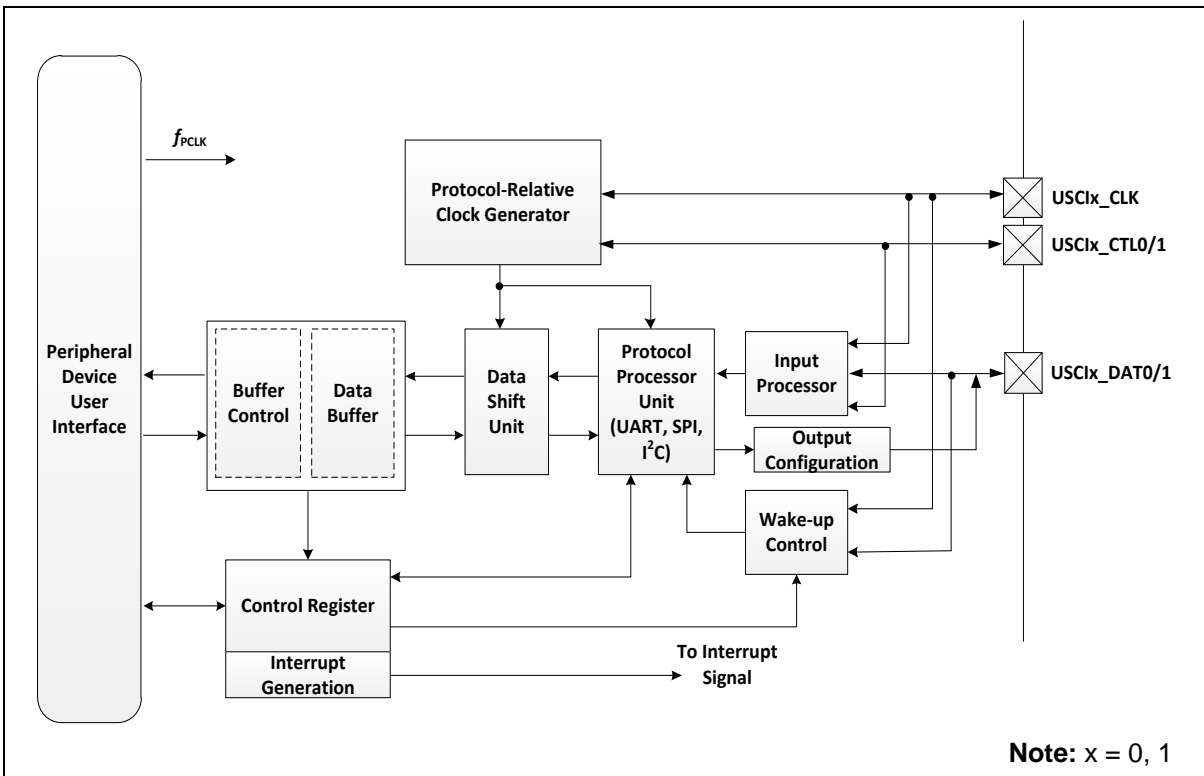 fPCLK
Protocol-Relative
Clock Generator
USCIx_CLK
USCIx_CTL0/1
Peripheral
Device
User
Interface
Buffer
Control
Data
Buffer
Data
Shift
Unit
Protocol
Processor
Unit
(UART, SPI,
I²C)
Input
Processor
USCIx_DAT0/1
Output
Configuration
Wake-up
Control
Control Register
Interrupt
Generation
To Interrupt
Signal
Note: x = 0, 1